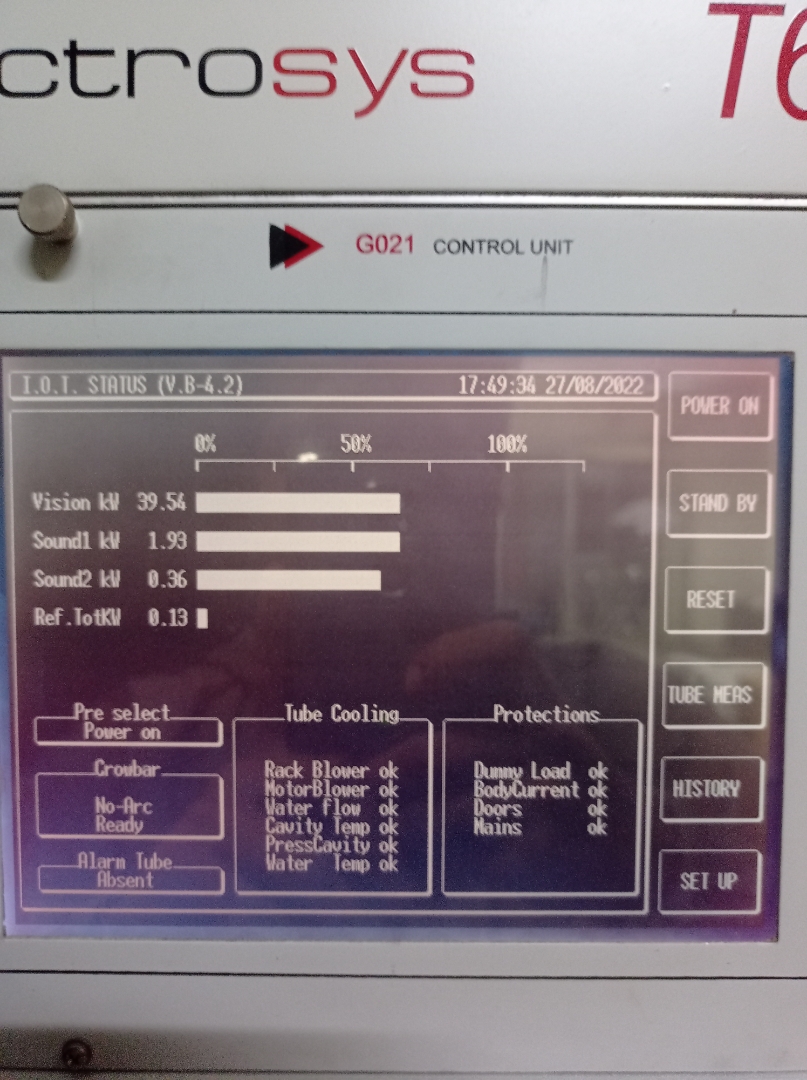 ctrosys
T6
G021 CONTROL UNIT
I.O.T. STATUS (V.B-4.2) 17:49:34 27/08/2022
POWER ON
0% 50% 100%
Vision kW 39.54
STAND BY
Sound1 kW 1.93
Sound2 kW 0.36
RESET
Ref.TotKW 0.13
TUBE MEAS
Pre select
Power on
Crowbar
No-Arc
Ready
Alarm Tube
Absent
Tube Cooling
Rack Blower ok
MotorBlower ok
Water flow ok
Cavity Temp ok
PressCavity ok
Water Temp ok
Protections
Dummy Load ok
BodyCurrent ok
Doors ok
Mains ok
HISTORY
SET UP